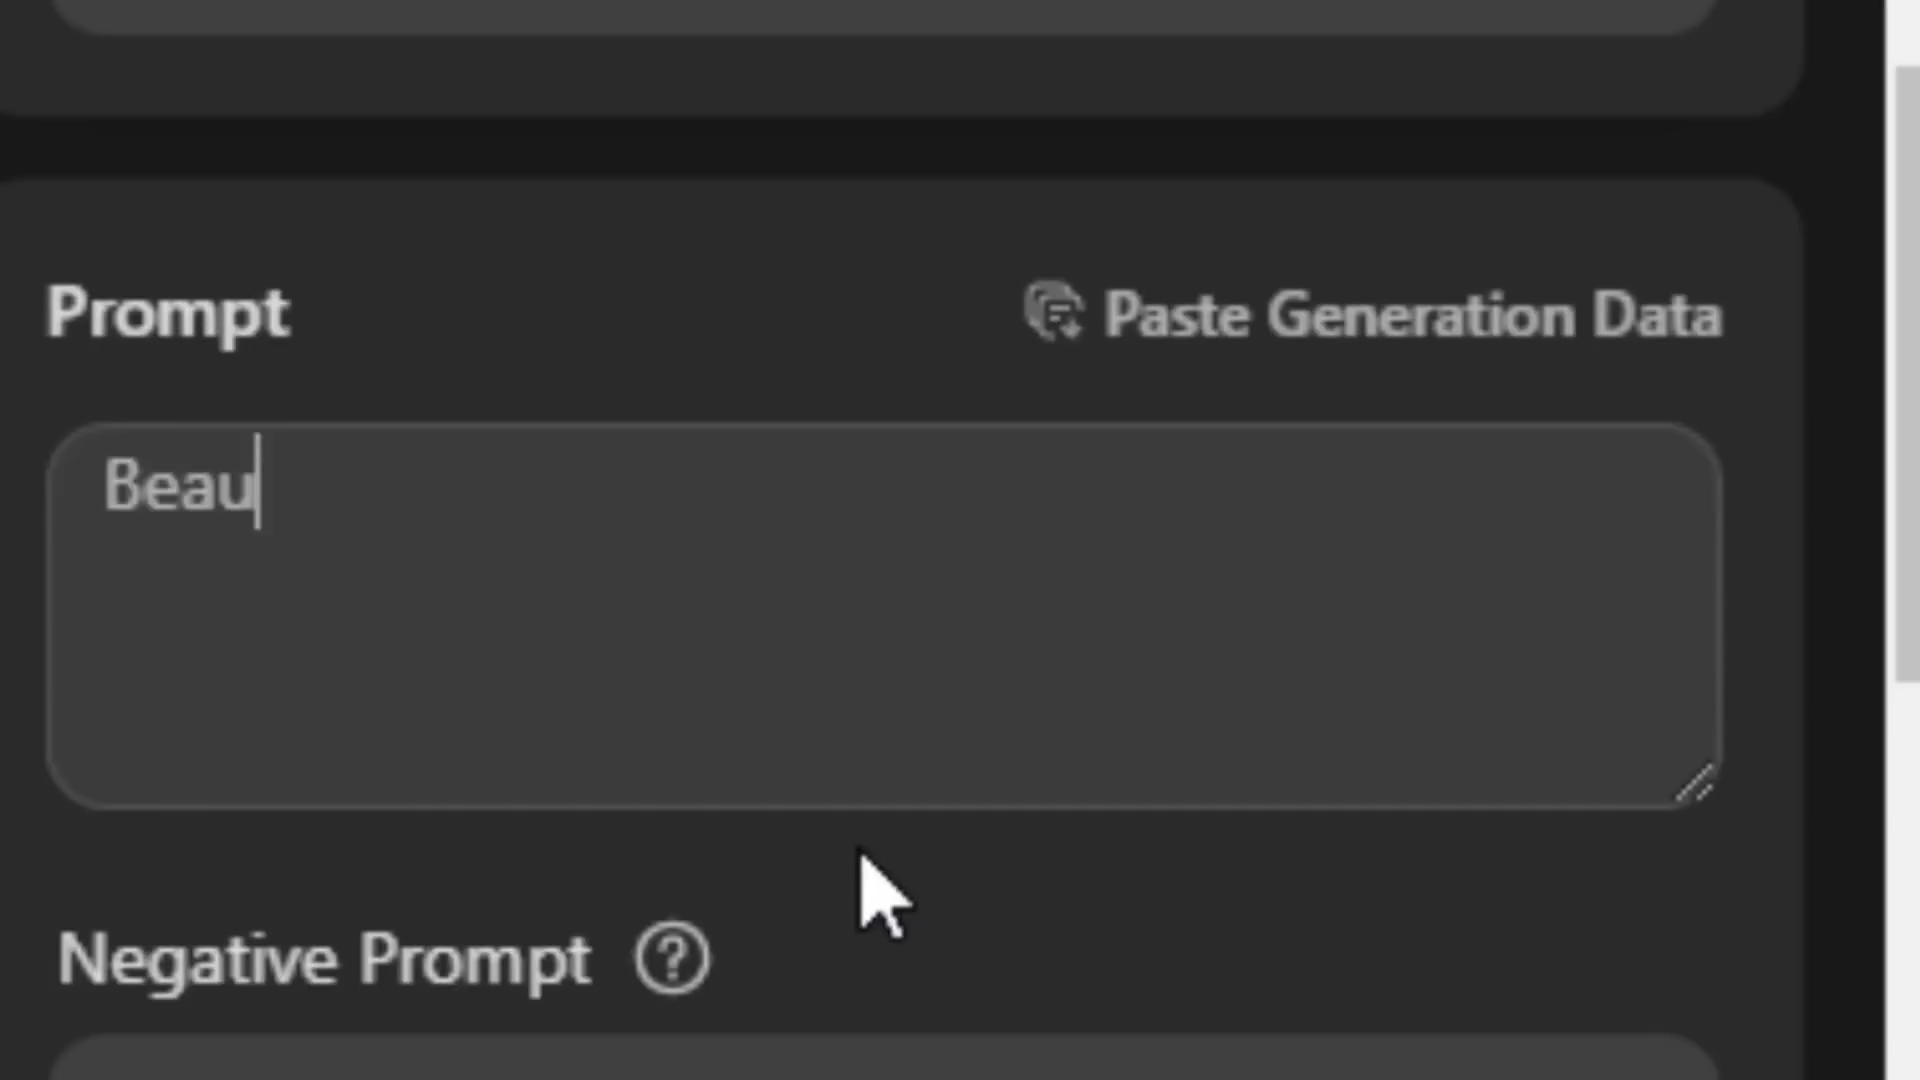 Prompt
Paste Generation Data
Beau
Negative Prompt